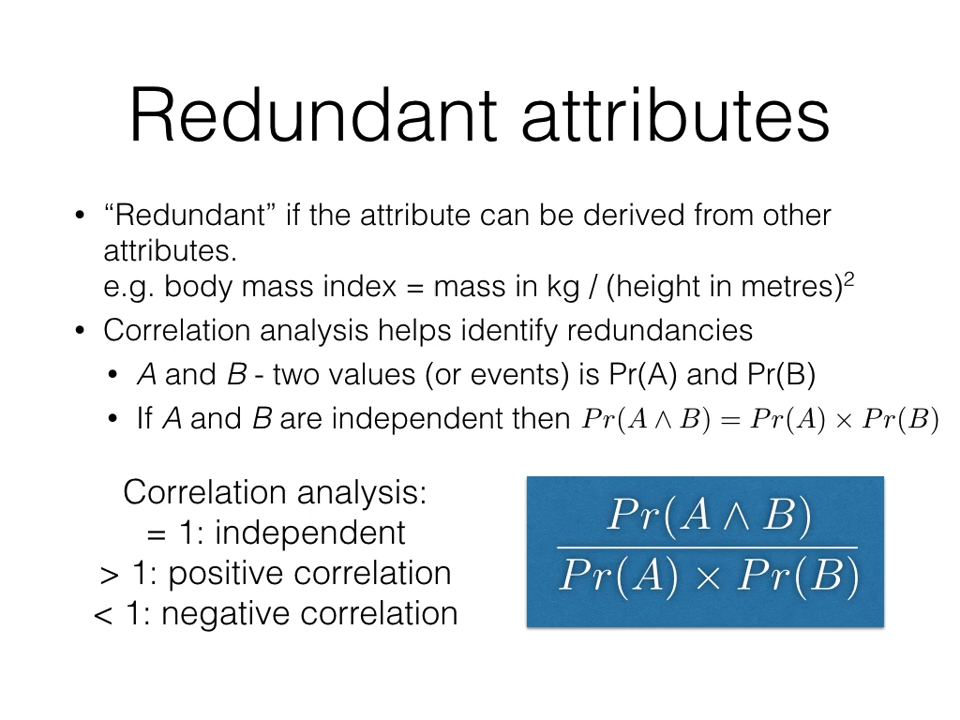 Redundant attributes
• “Redundant” if the attribute can be derived from other
attributes.
e.g. body mass index = mass in kg / (height in metres)²
• Correlation analysis helps identify redundancies
• A and B - two values (or events) is Pr(A) and Pr(B)
• If A and B are independent then Pr(A ∧ B) = Pr(A) × Pr(B)
Correlation analysis:
= 1: independent
> 1: positive correlation
< 1: negative correlation
Pr(A ∧ B)
Pr(A) × Pr(B)